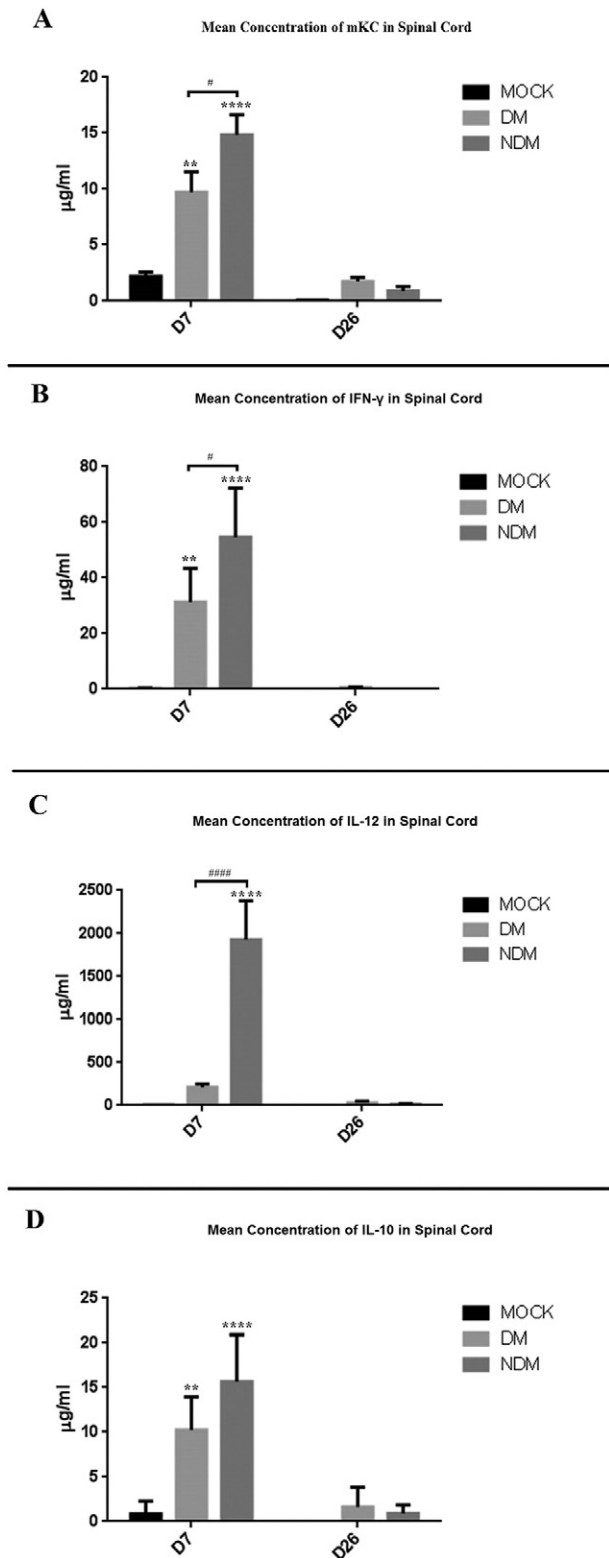 A
Mean Concentration of mKC in Spinal Cord
20
15
10
5
0
µg/ml
#
**
****
MOCK
DM
NDM
D7
D26
B
Mean Concentration of IFN-γ in Spinal Cord
80
60
40
20
0
µg/ml
#
**
****
MOCK
DM
NDM
D7
D26
C
Mean Concentration of IL-12 in Spinal Cord
2500
2000
1500
1000
500
0
µg/ml
####
****
MOCK
DM
NDM
D7
D26
D
Mean Concentration of IL-10 in Spinal Cord
25
20
15
10
5
0
µg/ml
**
****
MOCK
DM
NDM
D7
D26